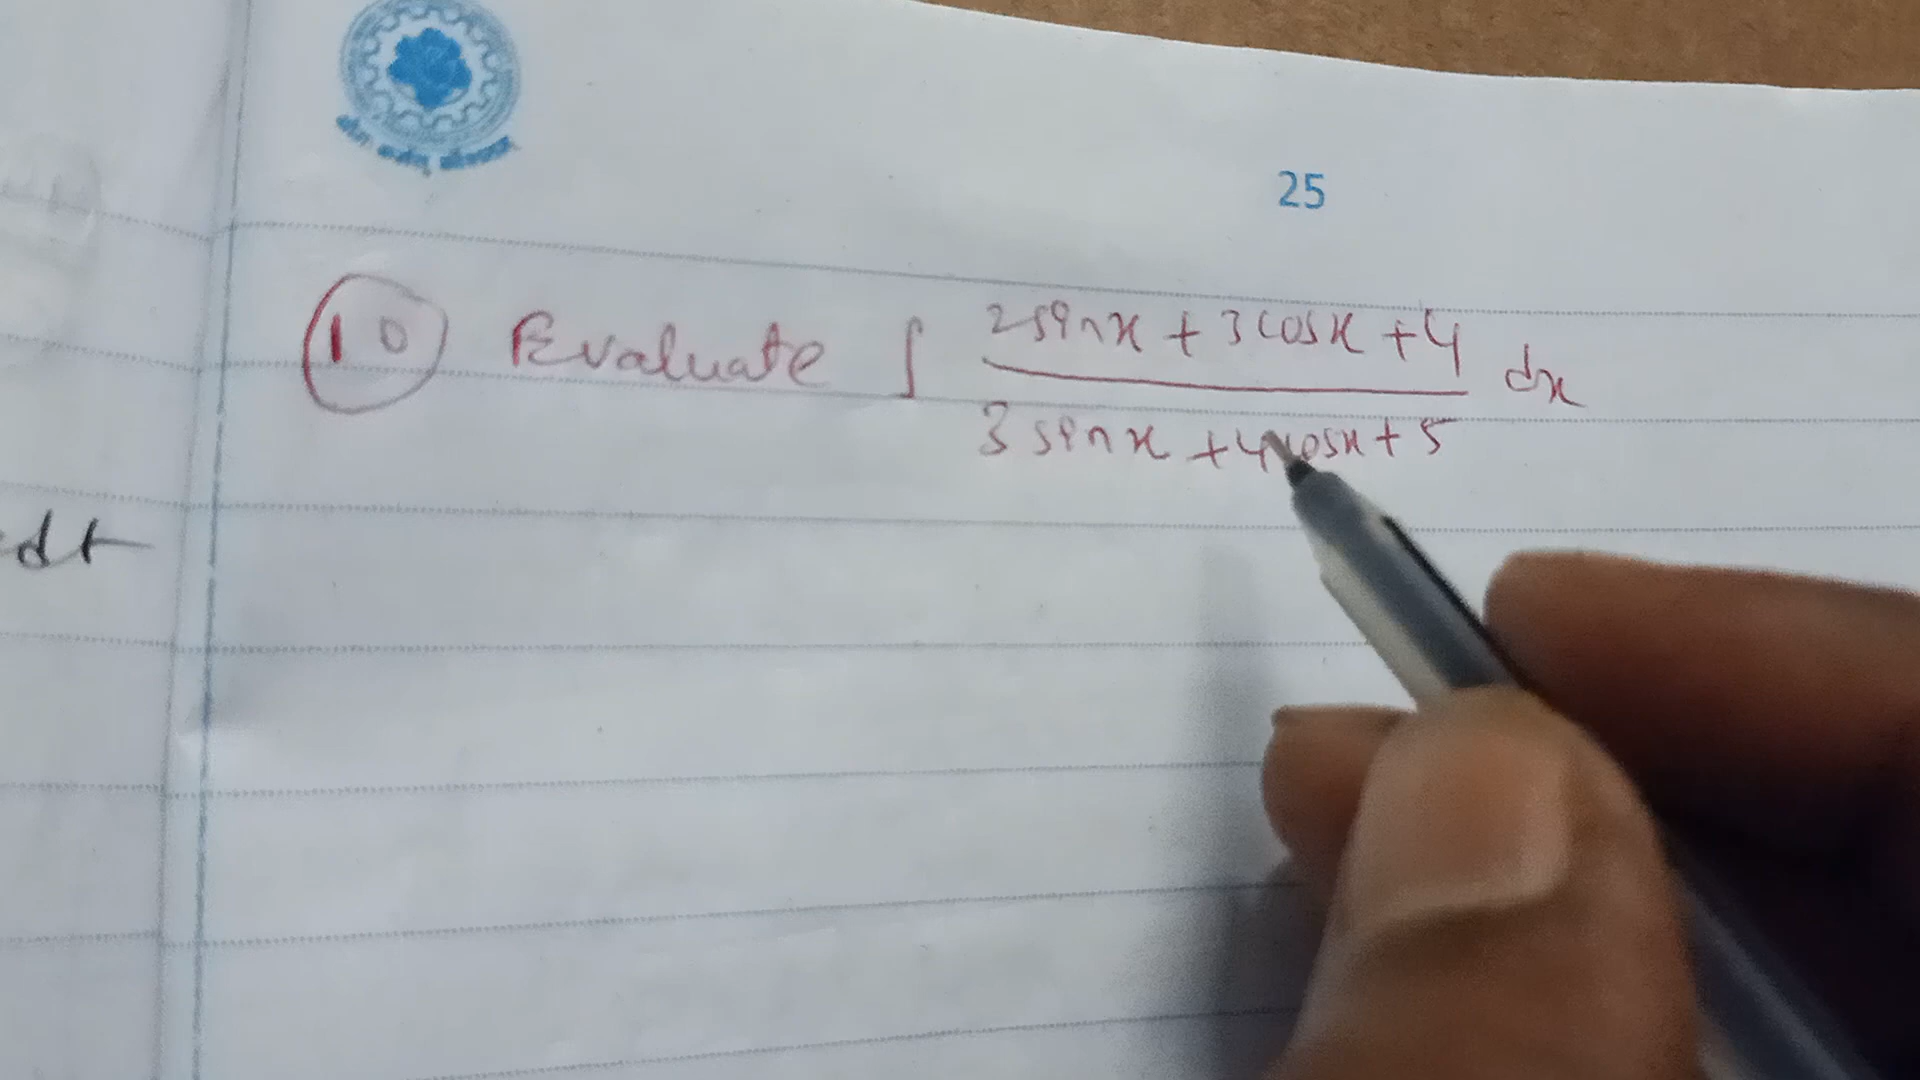 25
10 Evaluate ∫ 2sinx + 3cosx + 4 dx
3sinx + 4cosx + 5
dt